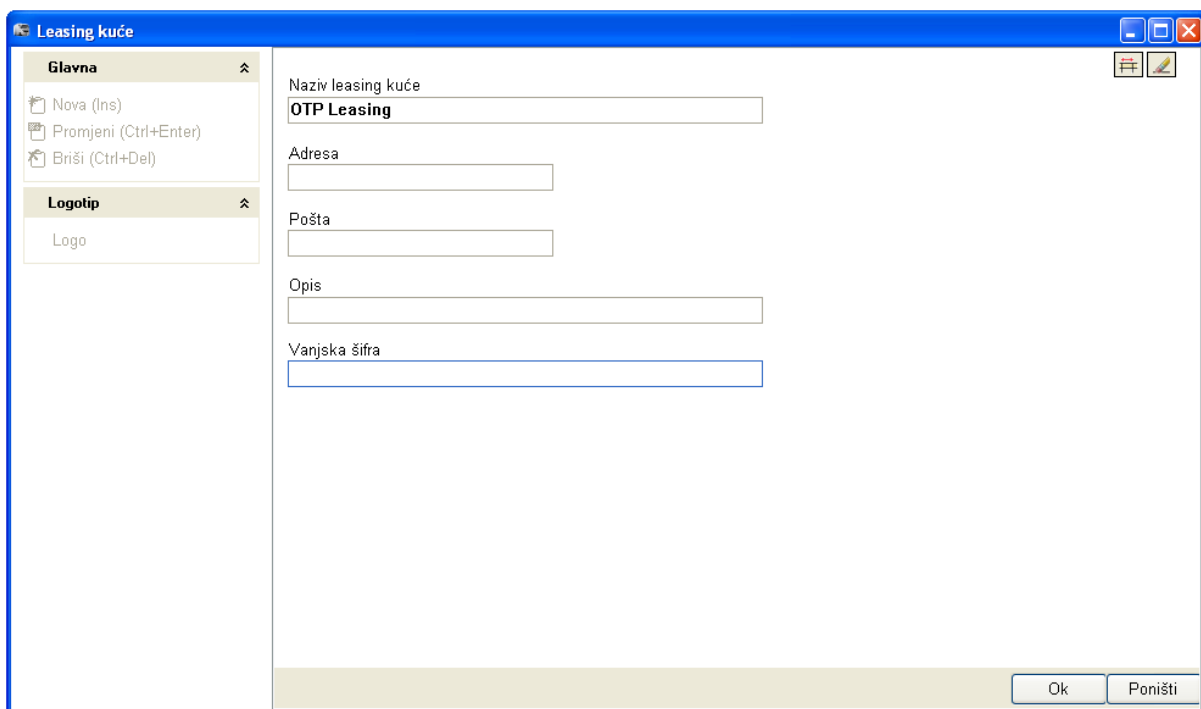 Leasing kuće
Glavna
Nova (Ins)
Promjeni (Ctrl+Enter)
Briši (Ctrl+Del)
Logotip
Logo
Naziv leasing kuće
OTP Leasing
Adresa
Pošta
Opis
Vanjska šifra
Ok
Poništi